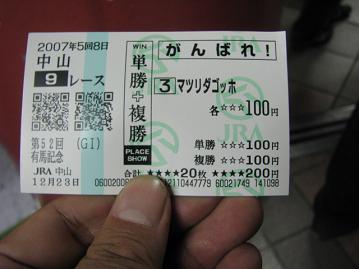 2007年5回8日
中山
9レース
第52回 (GI)
有馬記念
JRA 中山
12月23日
WIN
単勝+複勝
PLACE
SHOW
がんばれ!
3 マツリダゴッホ
各☆☆☆100円
JRA
単勝 ☆☆☆100円
複勝 ☆☆☆100円
合計 ★★★★20枚 ★★★★200円
2110447779 60021749 141098